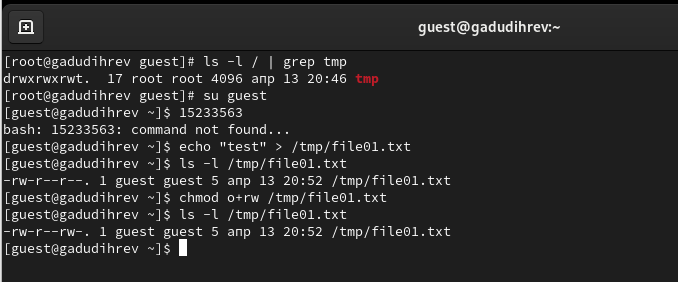 guest@gadudihrev:~
[root@gadudihrev guest]# ls -l / | grep tmp
drwxrwxrwt.  17 root root 4096 апр 13 20:46 tmp
[root@gadudihrev guest]# su guest
[guest@gadudihrev ~]$ 15233563
bash: 15233563: command not found...
[guest@gadudihrev ~]$ echo "test" > /tmp/file01.txt
[guest@gadudihrev ~]$ ls -l /tmp/file01.txt
-rw-r--r--. 1 guest guest 5 апр 13 20:52 /tmp/file01.txt
[guest@gadudihrev ~]$ chmod o+rw /tmp/file01.txt
[guest@gadudihrev ~]$ ls -l /tmp/file01.txt
-rw-r--rw-. 1 guest guest 5 апр 13 20:52 /tmp/file01.txt
[guest@gadudihrev ~]$